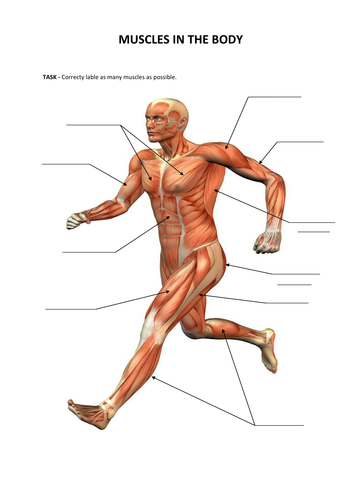 MUSCLES IN THE BODY
TASK - Correcty lable as many muscles as possible.